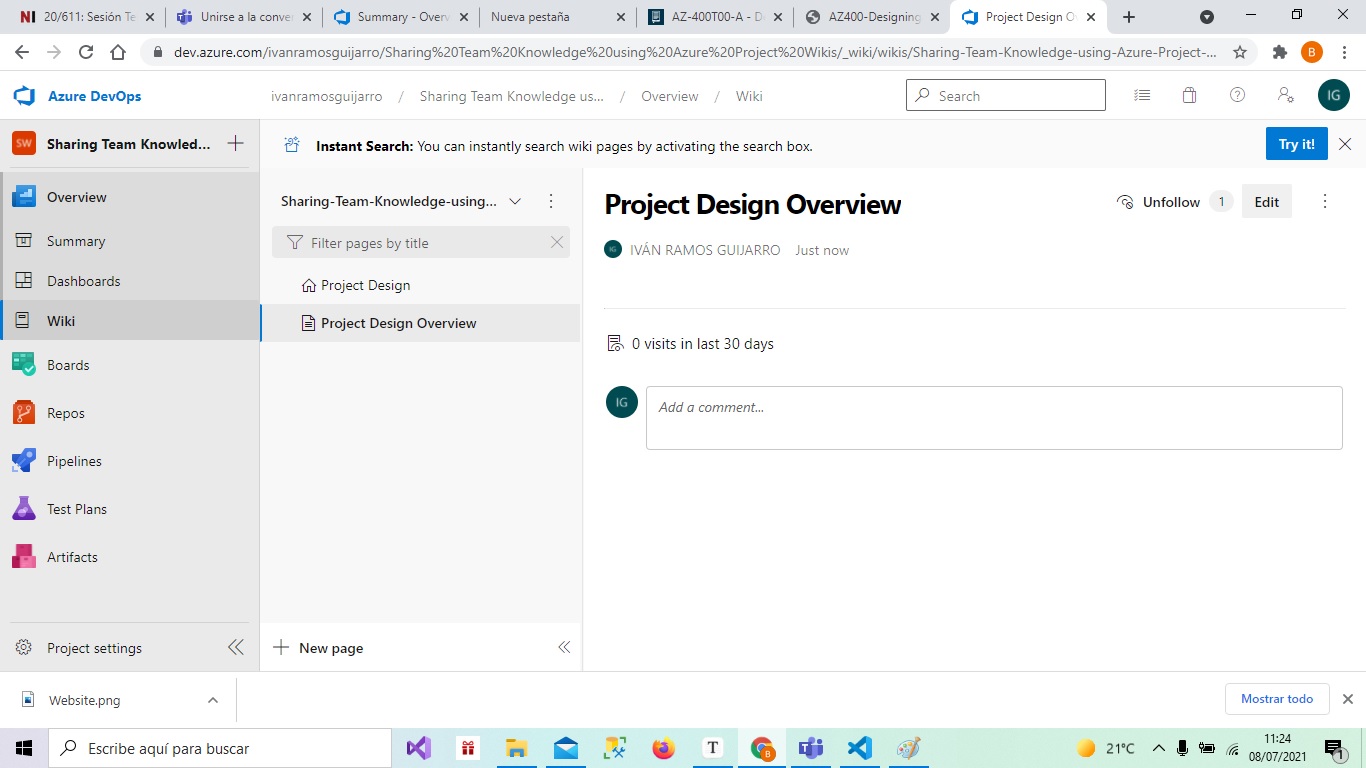 20/611: Sesión Te
Unirse a la conver
Summary - Overv
Nueva pestaña
AZ-400T00-A - D
AZ400-Designing
Project Design O
dev.azure.com/ivanramosguijarro/Sharing%20Team%20Knowledge%20using%20Azure%20Project%20Wikis/_wiki/wikis/Sharing-Team-Knowledge-using-Azure-Project-...
B
Azure DevOps
ivanramosguijarro / Sharing Team Knowledge us... / Overview / Wiki
Search
IG
SW
Sharing Team Knowled...
Instant Search: You can instantly search wiki pages by activating the search box.
Try it!
Overview
Summary
Dashboards
Wiki
Boards
Repos
Pipelines
Test Plans
Artifacts
Project settings
Sharing-Team-Knowledge-using...
Filter pages by title
Project Design
Project Design Overview
New page
Project Design Overview
Unfollow 1
Edit
IG IVÁN RAMOS GUIJARRO Just now
0 visits in last 30 days
IG
Add a comment...
Website.png
Mostrar todo
Escribe aquí para buscar
T
B
21°C
11:24
08/07/2021
1